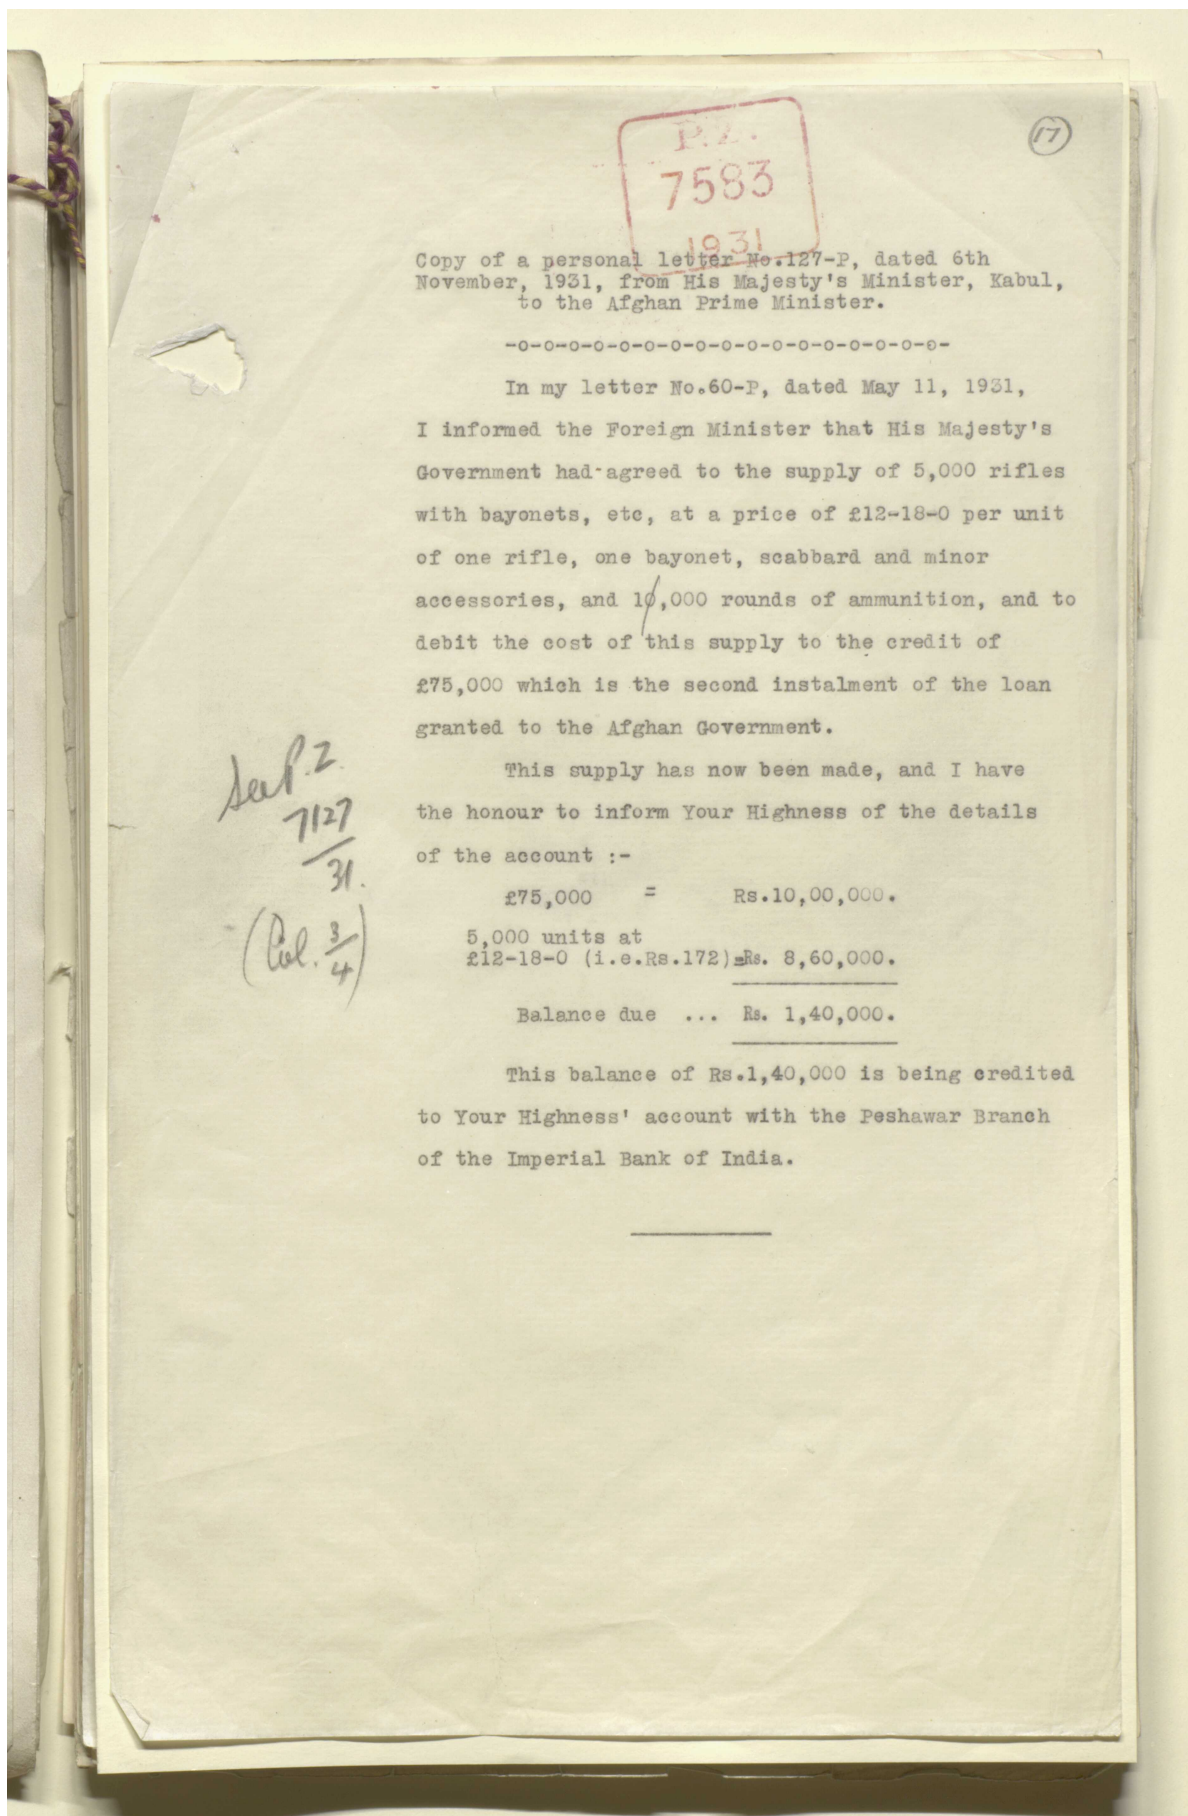 17
P.Z.
7583
1931
Copy of a personal letter No.127-P, dated 6th
November, 1931, from His Majesty's Minister, Kabul,
to the Afghan Prime Minister.
-o-o-o-o-o-o-o-o-o-o-o-o-o-o-o-o-o-
In my letter No.60-P, dated May 11, 1931,
I informed the Foreign Minister that His Majesty's
Government had agreed to the supply of 5,000 rifles
with bayonets, etc, at a price of £12-18-0 per unit
of one rifle, one bayonet, scabbard and minor
accessories, and 10,000 rounds of ammunition, and to
debit the cost of this supply to the credit of
£75,000 which is the second instalment of the loan
granted to the Afghan Government.
See P.Z.
7127
31.
(Col. 3/4)
This supply has now been made, and I have
the honour to inform Your Highness of the details
of the account :-
£75,000 = Rs.10,00,000.
5,000 units at
£12-18-0 (i.e.Rs.172)=Rs. 8,60,000.
Balance due ... Rs. 1,40,000.
This balance of Rs.1,40,000 is being credited
to Your Highness' account with the Peshawar Branch
of the Imperial Bank of India.